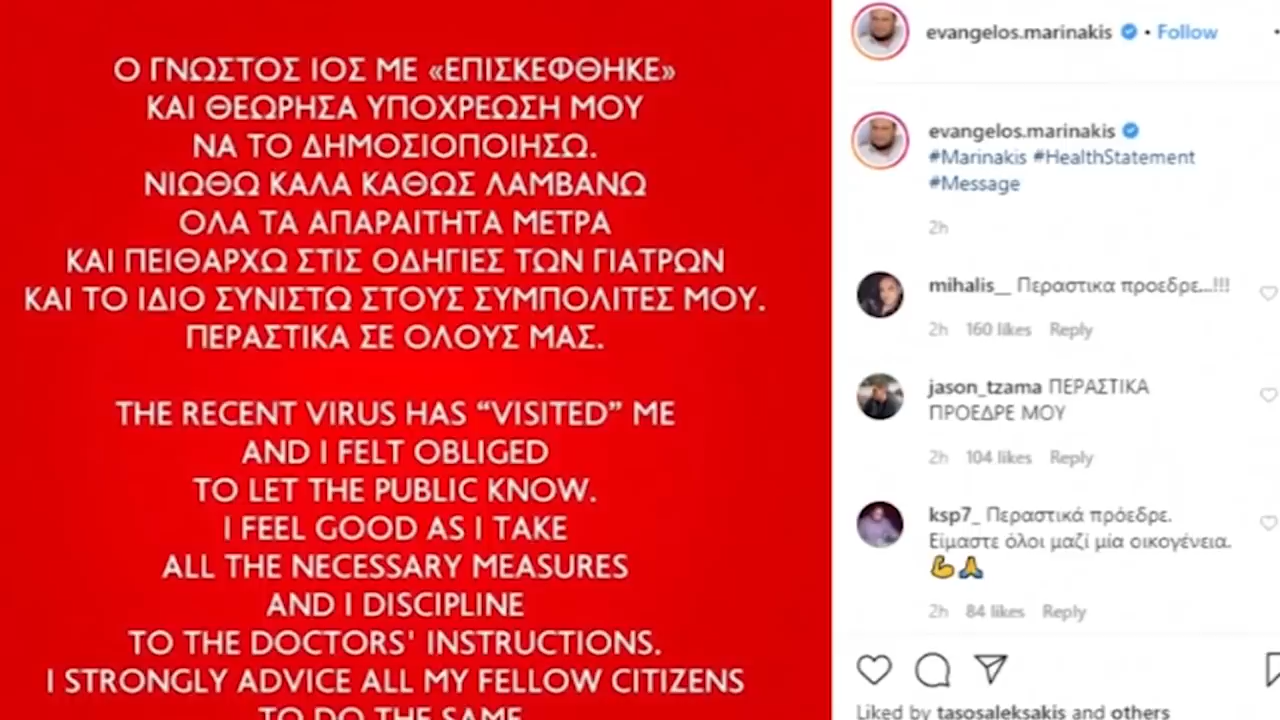 Ο ΓΝΩΣΤΟΣ ΙΟΣ ΜΕ «ΕΠΙΣΚΕΦΘΗΚΕ»
ΚΑΙ ΘΕΩΡΗΣΑ ΥΠΟΧΡΕΩΣΗ ΜΟΥ
ΝΑ ΤΟ ΔΗΜΟΣΙΟΠΟΙΗΣΩ.
ΝΙΩΘΩ ΚΑΛΑ ΚΑΘΩΣ ΛΑΜΒΑΝΩ
ΟΛΑ ΤΑ ΑΠΑΡΑΙΤΗΤΑ ΜΕΤΡΑ
ΚΑΙ ΠΕΙΘΑΡΧΩ ΣΤΙΣ ΟΔΗΓΙΕΣ ΤΩΝ ΓΙΑΤΡΩΝ
ΚΑΙ ΤΟ ΙΔΙΟ ΣΥΝΙΣΤΩ ΣΤΟΥΣ ΣΥΜΠΟΛΙΤΕΣ ΜΟΥ.
ΠΕΡΑΣΤΙΚΑ ΣΕ ΟΛΟΥΣ ΜΑΣ.
THE RECENT VIRUS HAS “VISITED” ME
AND I FELT OBLIGED
TO LET THE PUBLIC KNOW.
I FEEL GOOD AS I TAKE
ALL THE NECESSARY MEASURES
AND I DISCIPLINE
TO THE DOCTORS' INSTRUCTIONS.
I STRONGLY ADVICE ALL MY FELLOW CITIZENS
TO DO THE SAME
evangelos.marinakis • Follow
evangelos.marinakis
#Marinakis #HealthStatement
#Message
2h
mihalis__ Περαστικα προεδρε...!!!
2h 160 likes Reply
jason_tzama ΠΕΡΑΣΤΙΚΑ
ΠΡΟΕΔΡΕ ΜΟΥ
2h 104 likes Reply
ksp7_ Περαστικά πρόεδρε.
Είμαστε όλοι μαζί μία οικογένεια.
💪🙏
2h 84 likes Reply
Liked by tasosaleksakis and others